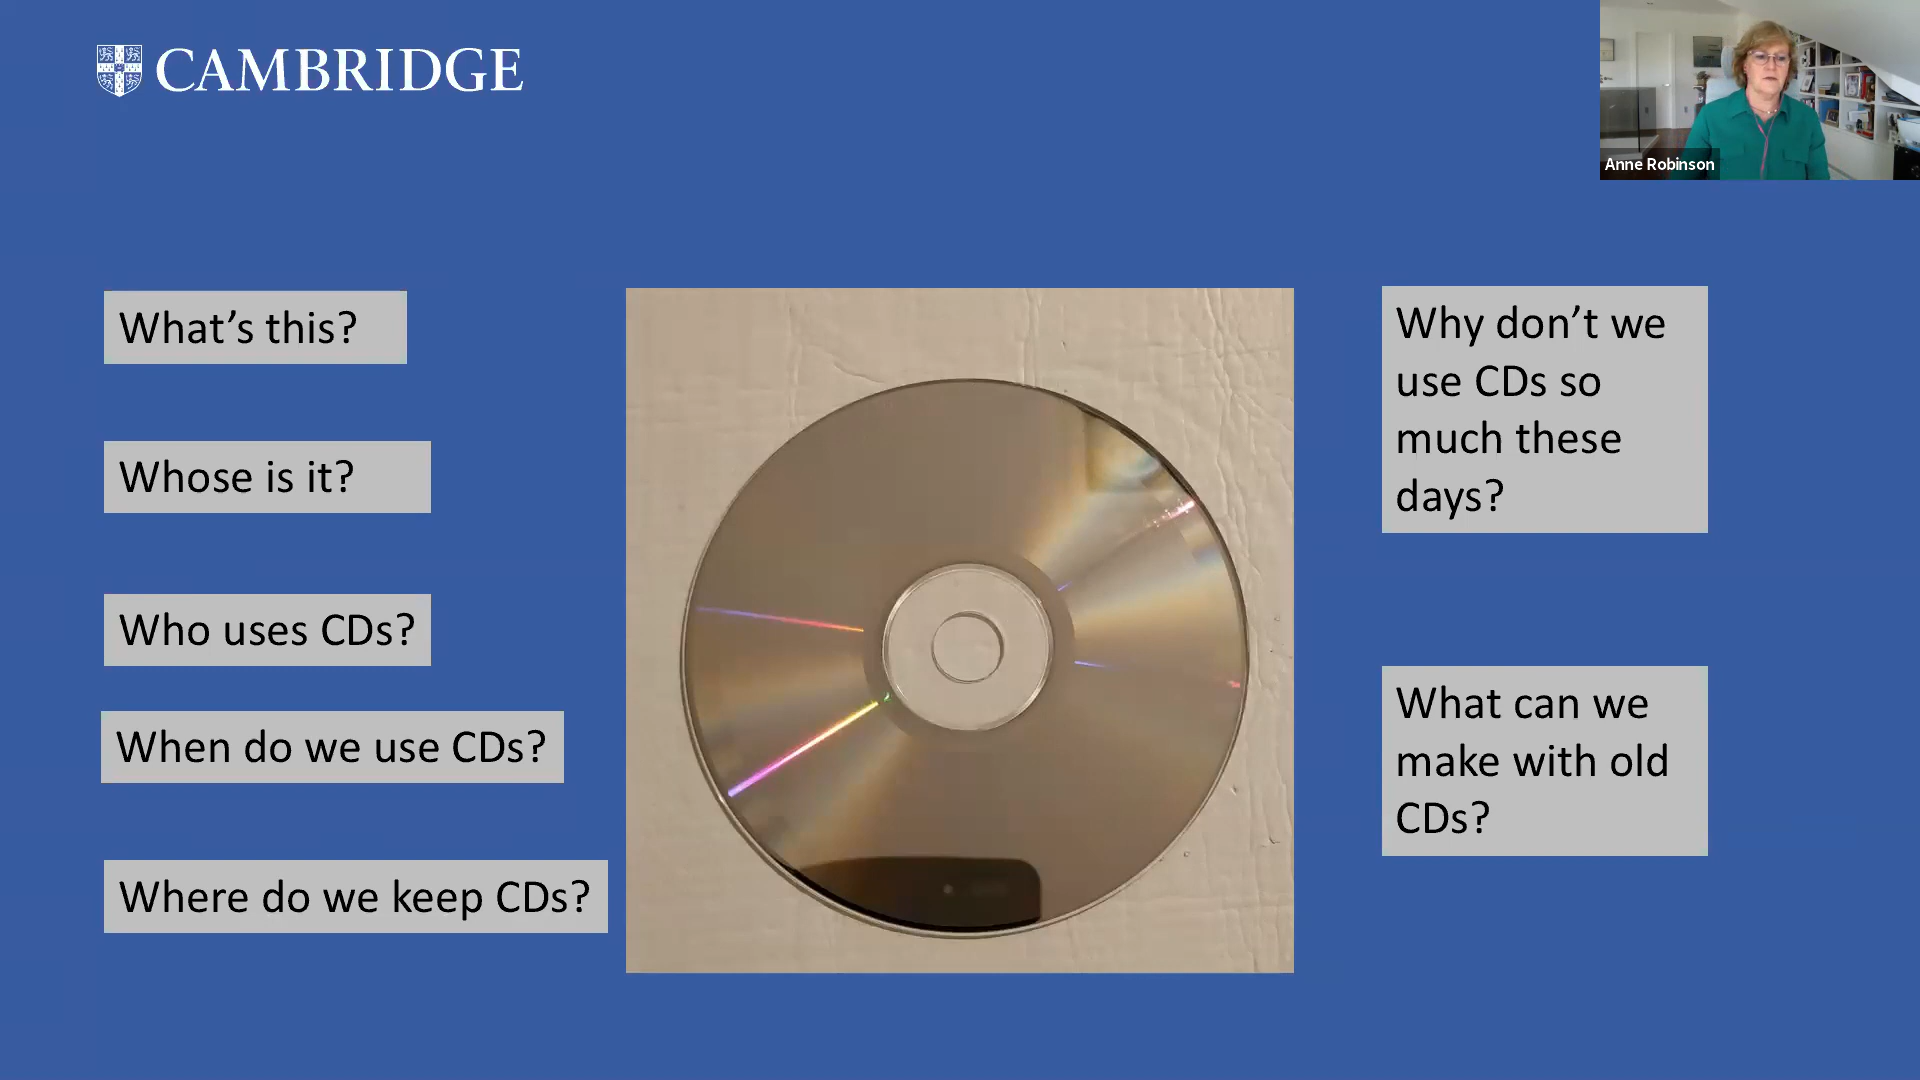 CAMBRIDGE
Anne Robinson
What’s this?
Whose is it?
Who uses CDs?
When do we use CDs?
Where do we keep CDs?
Why don’t we
use CDs so
much these
days?
What can we
make with old
CDs?